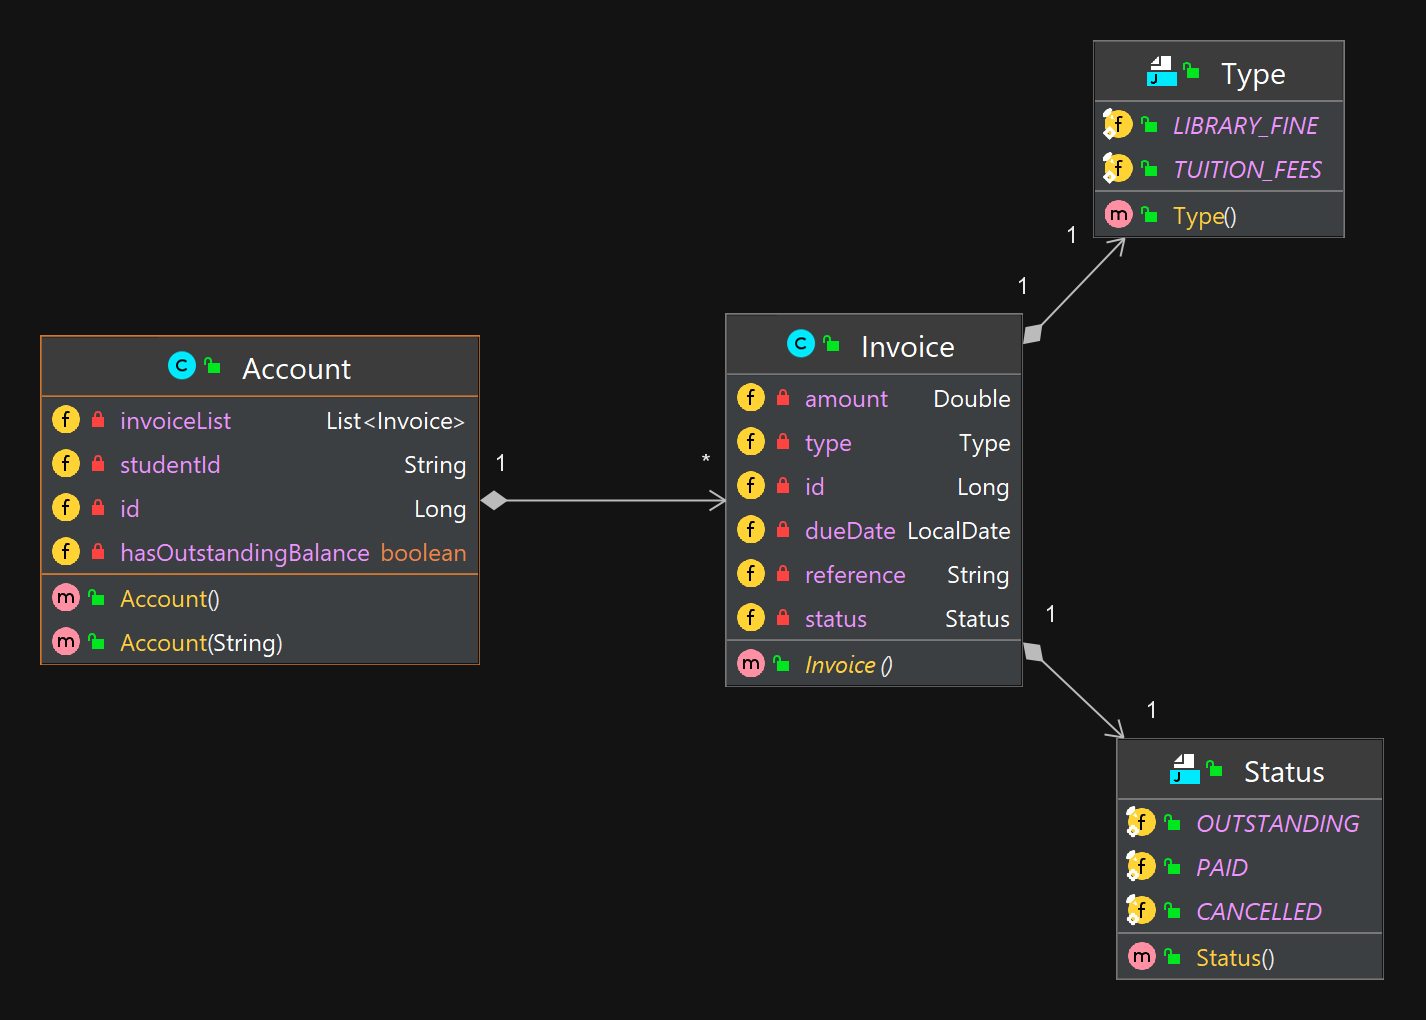 Type
LIBRARY_FINE
TUITION_FEES
Type()
1
1
Account
invoiceList List<Invoice>
studentId String
id Long
hasOutstandingBalance boolean
Account()
Account(String)
1
*
Invoice
amount Double
type Type
id Long
dueDate LocalDate
reference String
status Status
Invoice ()
1
1
Status
OUTSTANDING
PAID
CANCELLED
Status()